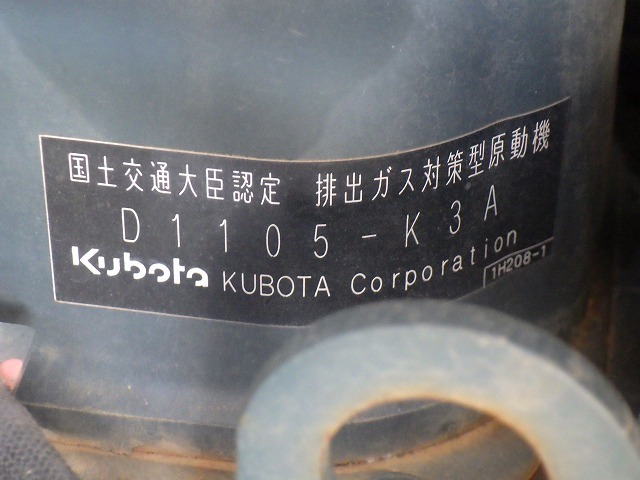 国土交通大臣認定 排出ガス対策型原動機
D1105-K3A
Kubota KUBOTA Corporation
1H208-1